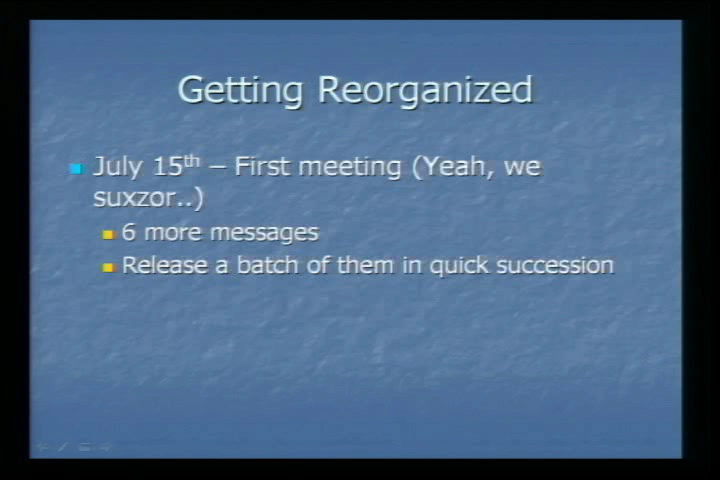 Getting Reorganized
July 15th – First meeting (Yeah, we
suxzor..)
6 more messages
Release a batch of them in quick succession